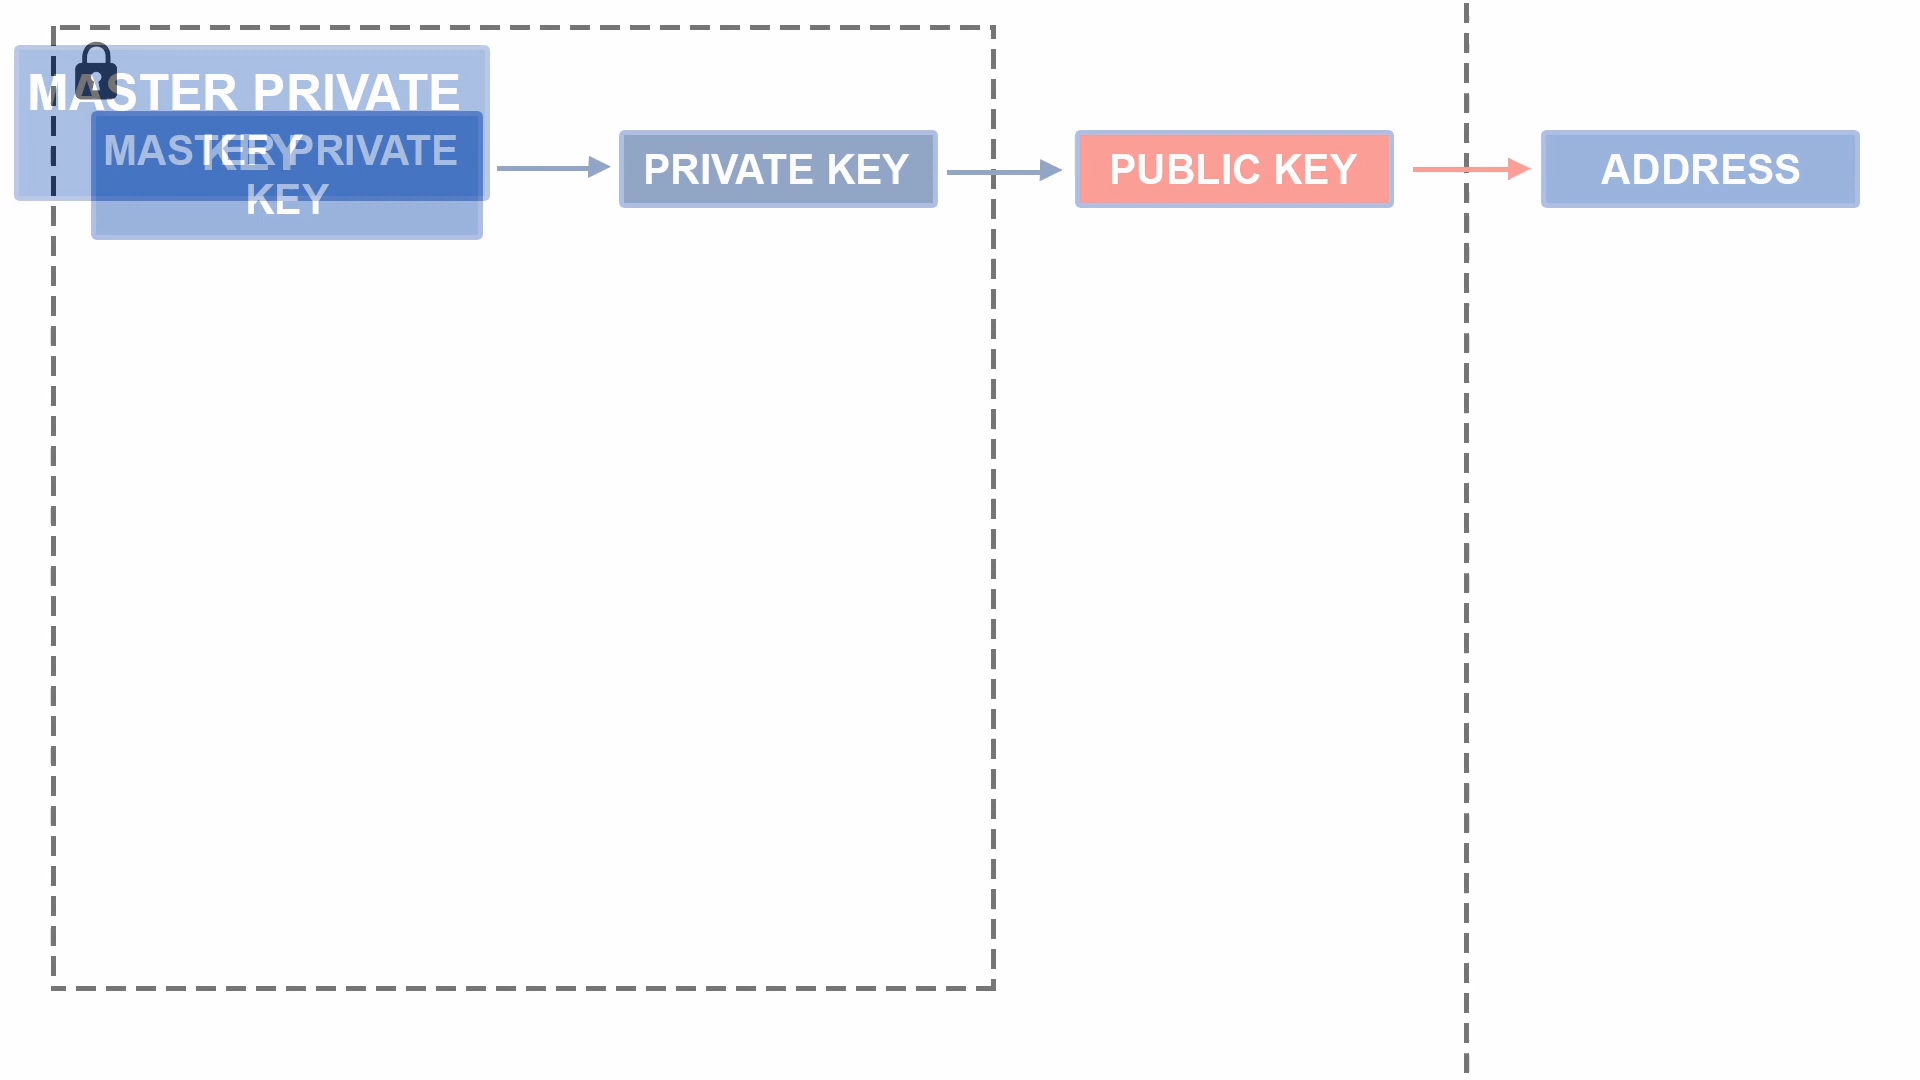 MASTER PRIVATE
KEY
MASTER PRIVATE
KEY
PRIVATE KEY
PUBLIC KEY
ADDRESS